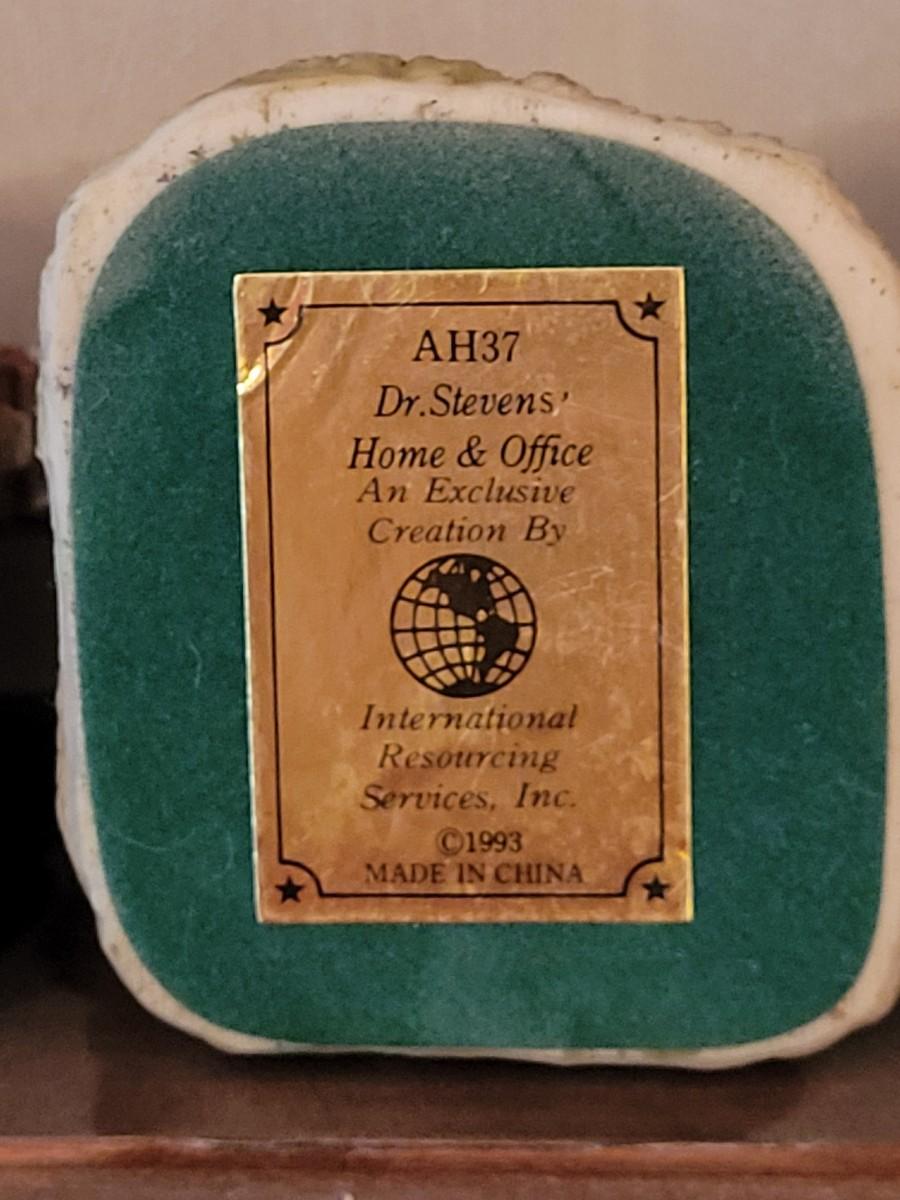 AH37
Dr.Stevens'
Home & Office
An Exclusive
Creation By
International
Resourcing
Services, Inc.
©1993
MADE IN CHINA